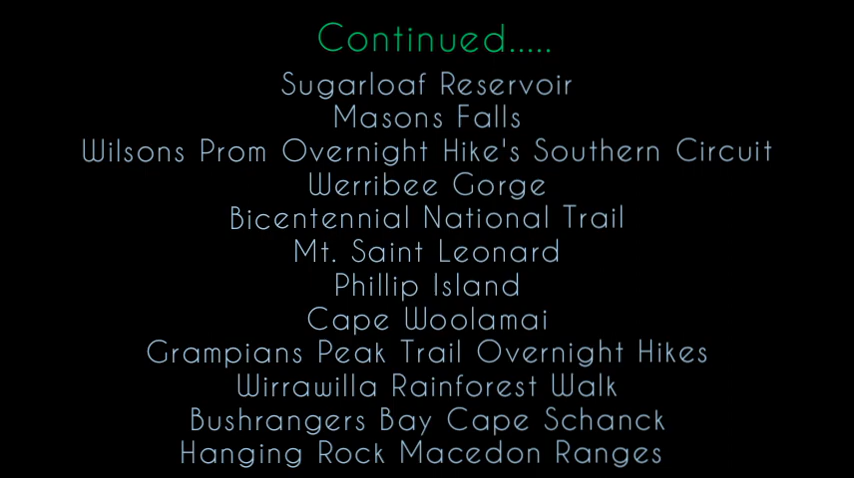 Continued.....
Sugarloaf Reservoir
Masons Falls
Wilsons Prom Overnight Hike's Southern Circuit
Werribee Gorge
Bicentennial National Trail
Mt. Saint Leonard
Phillip Island
Cape Woolamai
Grampians Peak Trail Overnight Hikes
Wirrawilla Rainforest Walk
Bushrangers Bay Cape Schanck
Hanging Rock Macedon Ranges